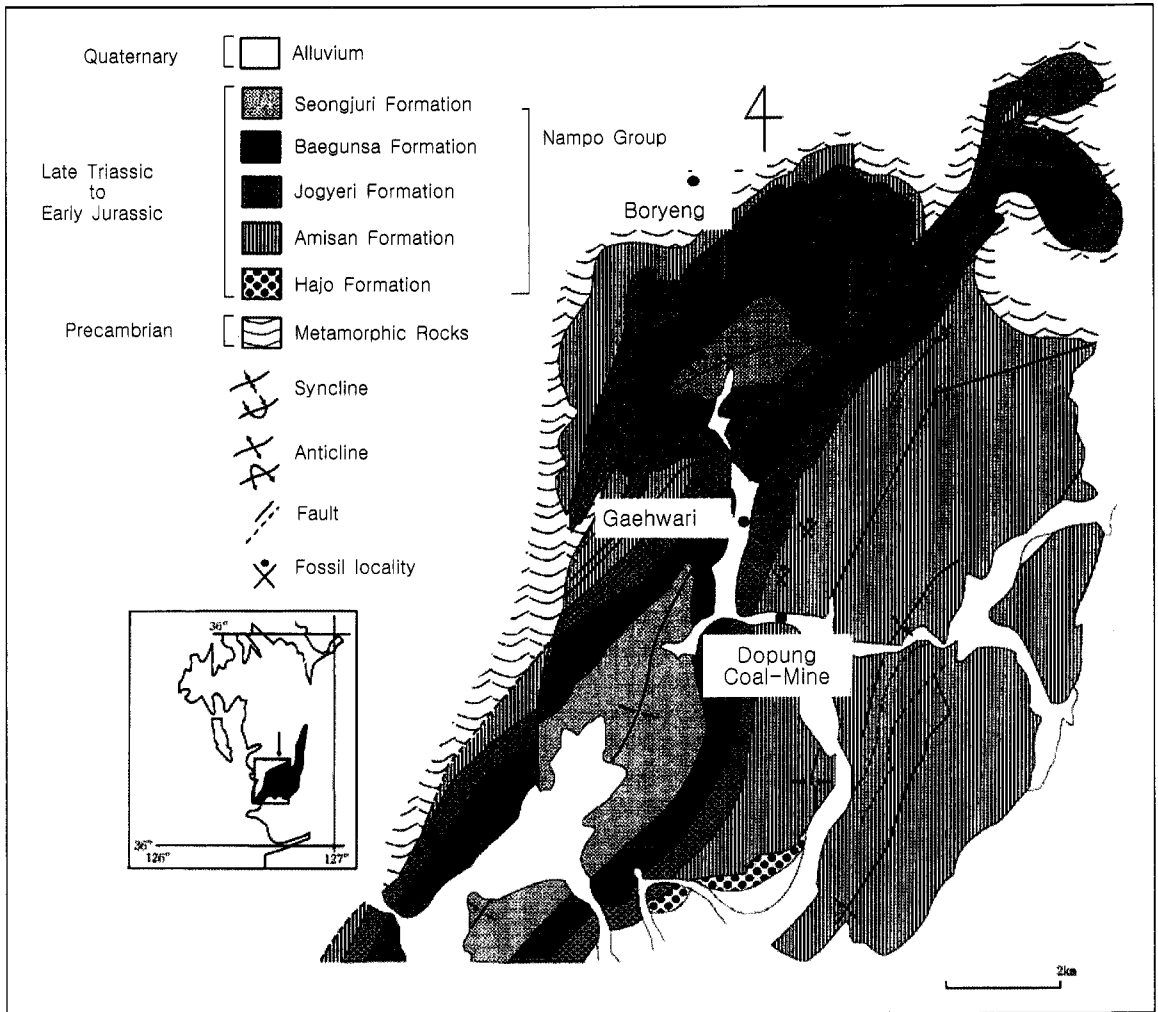 Quaternary
Alluvium
Seongjuri Formation
Baegunsa Formation
Nampo Group
Late Triassic
to
Early Jurassic
Jogyeri Formation
Amisan Formation
Hajo Formation
Precambrian
Metamorphic Rocks
Syncline
Anticline
Fault
Fossil locality
4
Boryeng
Gaehwari
Dopung
Coal-Mine
36°
36°
126°
127°
2km